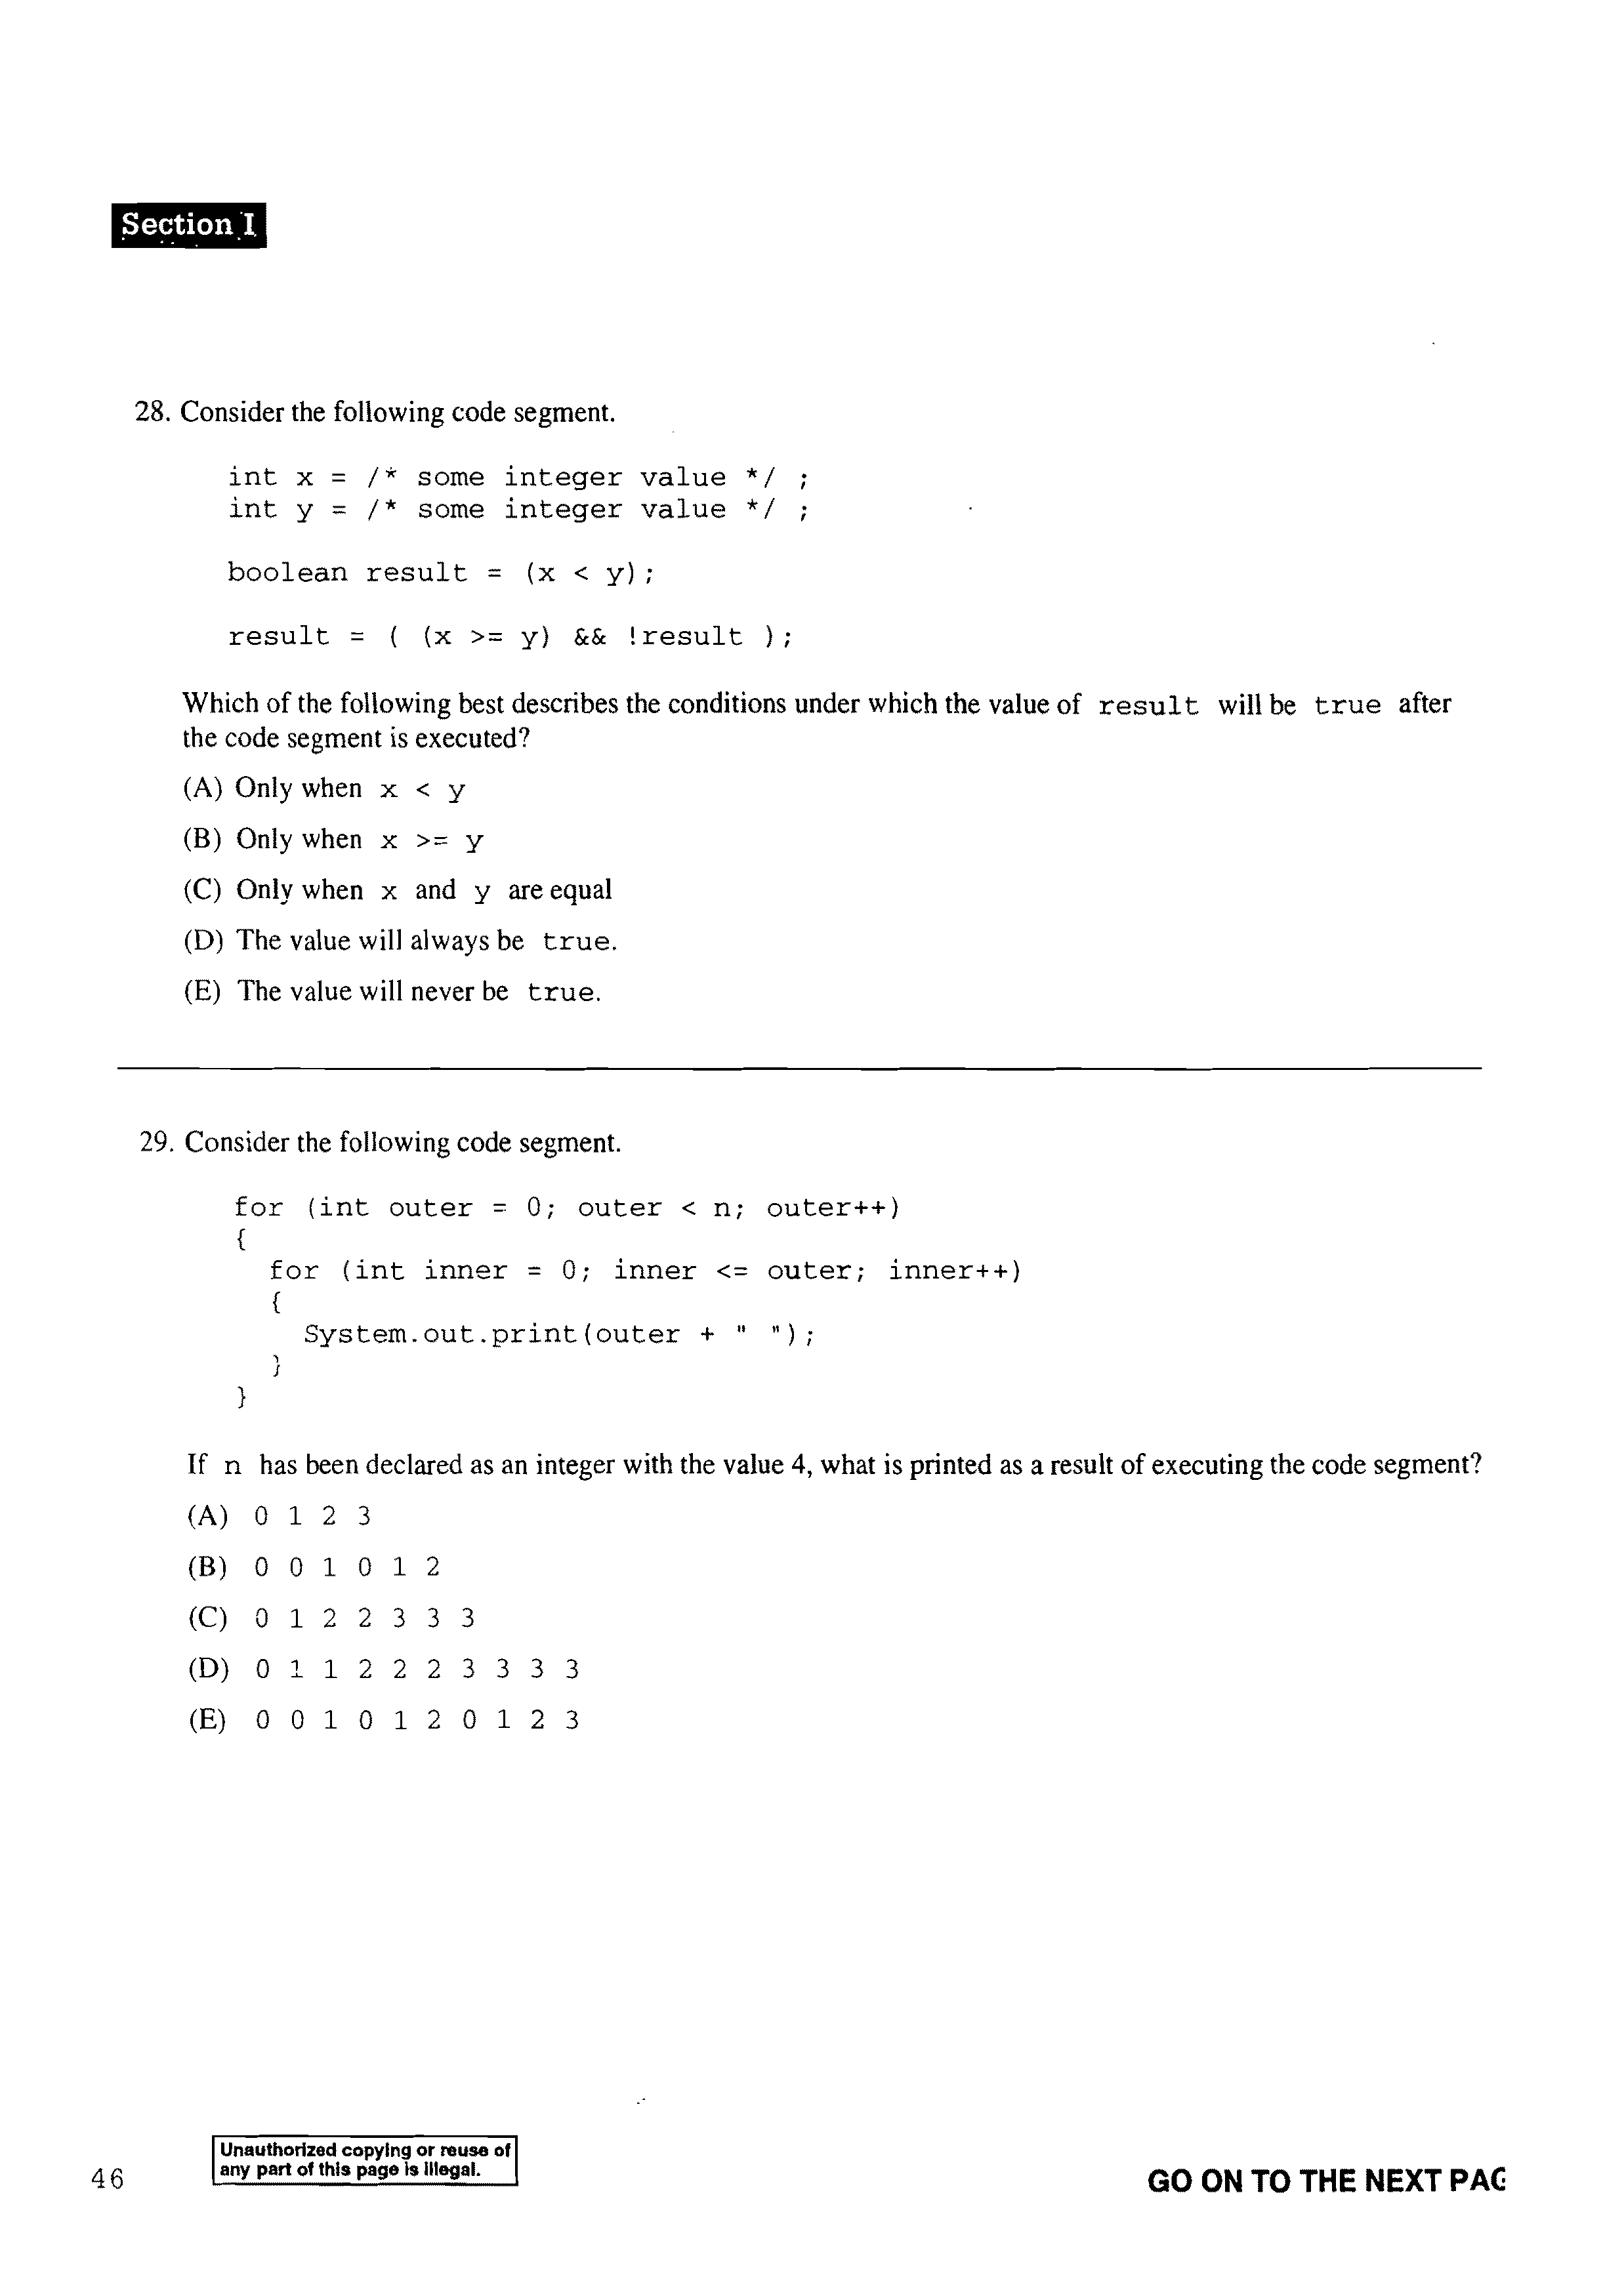 Section I
28. Consider the following code segment.
int x = /* some integer value */ ;
int y = /* some integer value */ ;
boolean result = (x < y);
result = ( (x >= y) && !result );
Which of the following best describes the conditions under which the value of result will be true after
the code segment is executed?
(A) Only when x < y
(B) Only when x >= y
(C) Only when x and y are equal
(D) The value will always be true.
(E) The value will never be true.
29. Consider the following code segment.
for (int outer = 0; outer < n; outer++)
{
for (int inner = 0; inner <= outer; inner++)
{
System.out.print(outer + " ");
}
}
If n has been declared as an integer with the value 4, what is printed as a result of executing the code segment?
(A) 0 1 2 3
(B) 0 0 1 0 1 2
(C) 0 1 2 2 3 3 3
(D) 0 1 1 2 2 2 3 3 3 3
(E) 0 0 1 0 1 2 0 1 2 3
Unauthorized copying or reuse of
any part of this page is illegal.
46
GO ON TO THE NEXT PAG